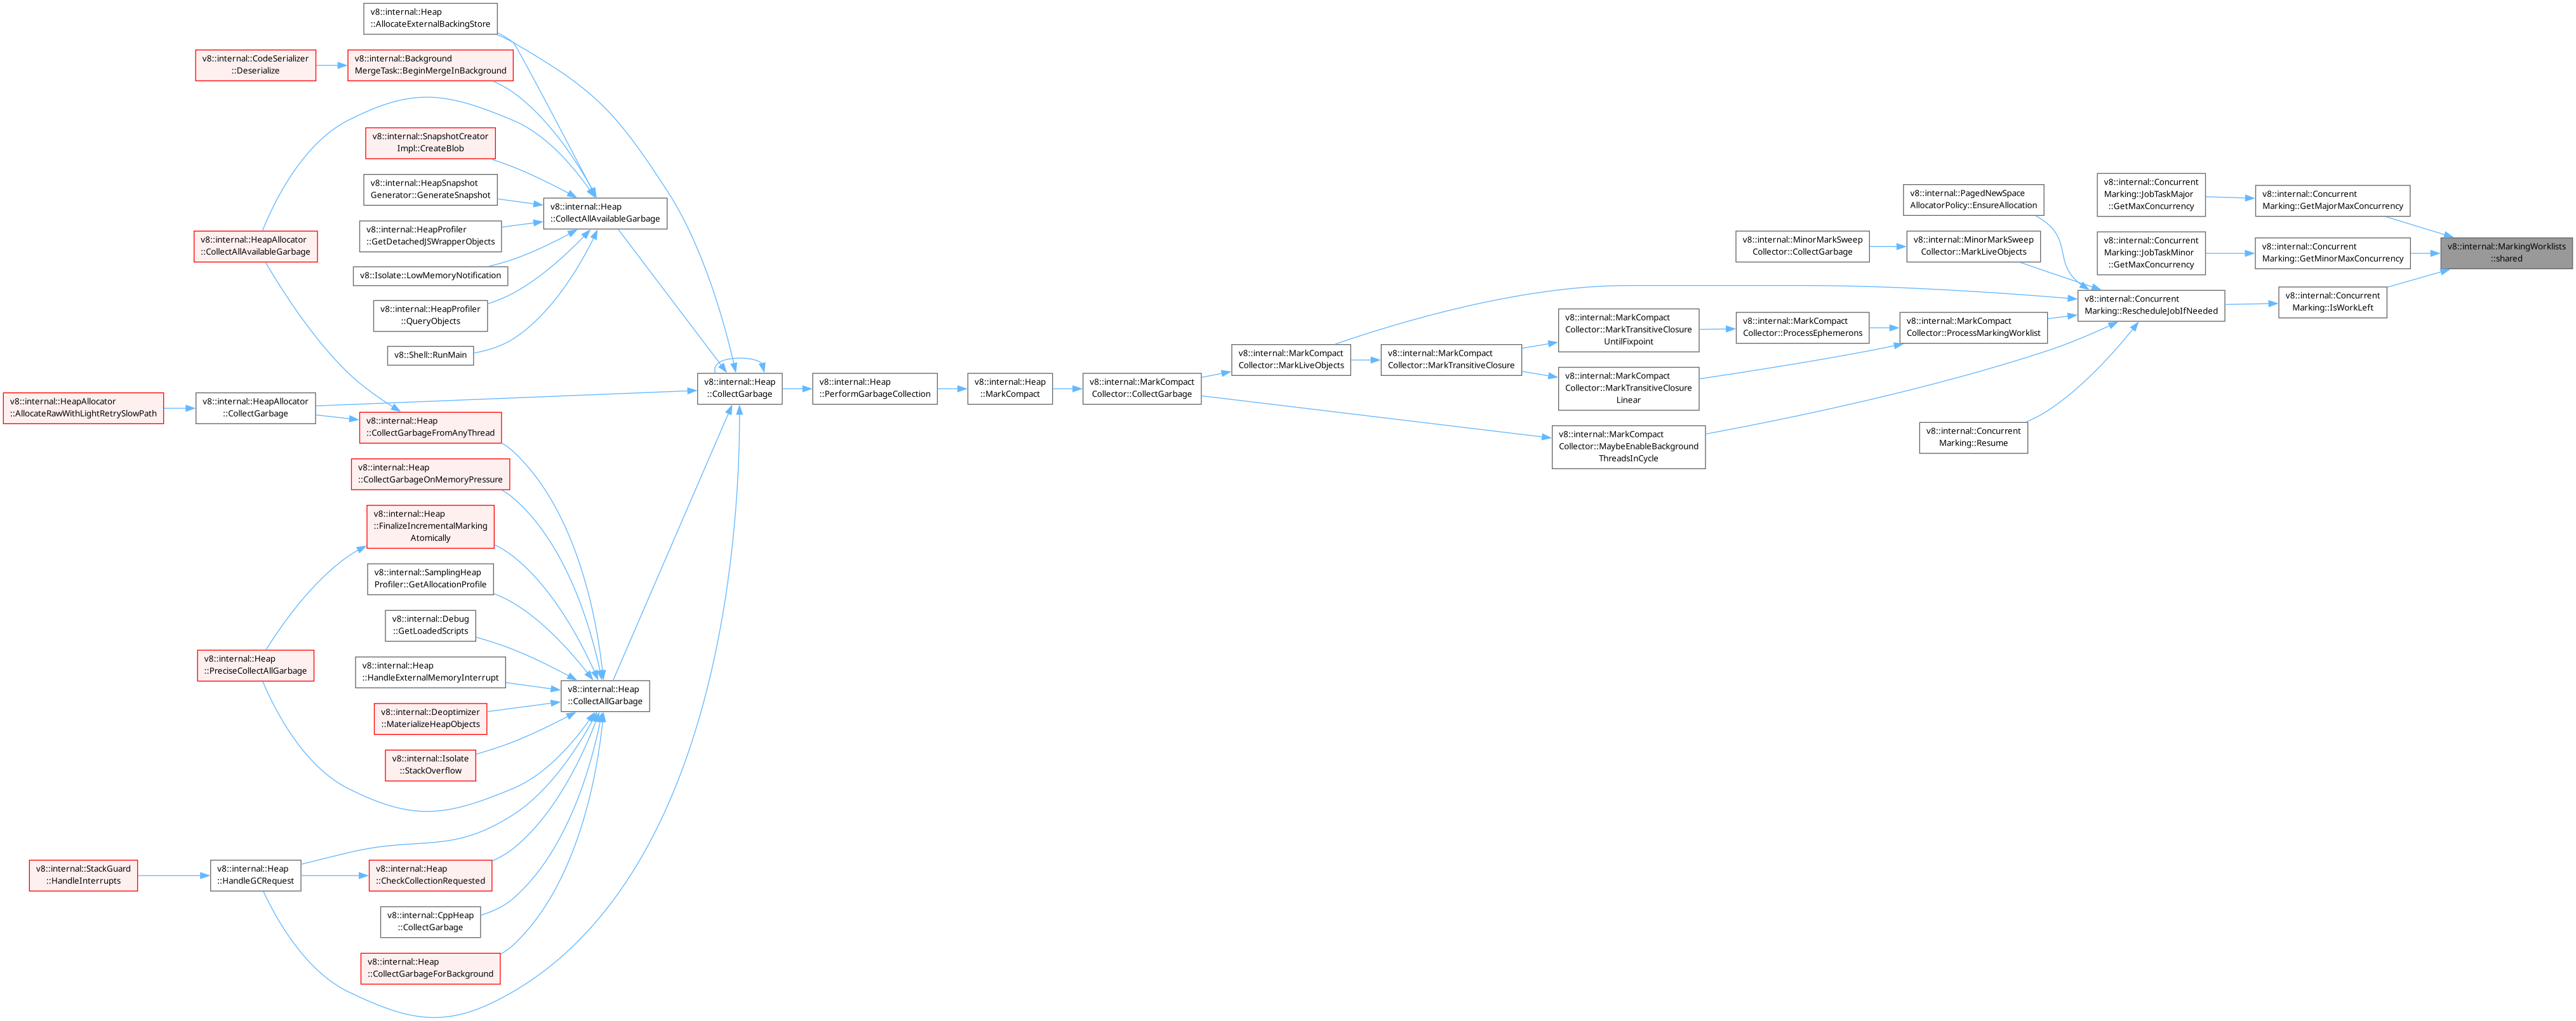 v8::internal::Heap
::AllocateExternalBackingStore
v8::internal::CodeSerializer
::Deserialize
v8::internal::Background
MergeTask::BeginMergeInBackground
v8::internal::SnapshotCreator
Impl::CreateBlob
v8::internal::HeapSnapshot
Generator::GenerateSnapshot
v8::internal::HeapProfiler
::GetDetachedJSWrapperObjects
v8::internal::HeapAllocator
::CollectAllAvailableGarbage
v8::Isolate::LowMemoryNotification
v8::internal::HeapProfiler
::QueryObjects
v8::Shell::RunMain
v8::internal::Heap
::CollectAllAvailableGarbage
v8::internal::HeapAllocator
::AllocateRawWithLightRetrySlowPath
v8::internal::HeapAllocator
::CollectGarbage
v8::internal::Heap
::CollectGarbageFromAnyThread
v8::internal::Heap
::CollectGarbageOnMemoryPressure
v8::internal::Heap
::FinalizeIncrementalMarking
Atomically
v8::internal::SamplingHeap
Profiler::GetAllocationProfile
v8::internal::Debug
::GetLoadedScripts
v8::internal::Heap
::PreciseCollectAllGarbage
v8::internal::Heap
::HandleExternalMemoryInterrupt
v8::internal::Deoptimizer
::MaterializeHeapObjects
v8::internal::Isolate
::StackOverflow
v8::internal::Heap
::CollectAllGarbage
v8::internal::StackGuard
::HandleInterrupts
v8::internal::Heap
::HandleGCRequest
v8::internal::Heap
::CheckCollectionRequested
v8::internal::CppHeap
::CollectGarbage
v8::internal::Heap
::CollectGarbageForBackground
v8::internal::Heap
::CollectGarbage
v8::internal::Heap
::PerformGarbageCollection
v8::internal::Heap
::MarkCompact
v8::internal::MarkCompact
Collector::CollectGarbage
v8::internal::MarkCompact
Collector::MarkLiveObjects
v8::internal::MarkCompact
Collector::MarkTransitiveClosure
v8::internal::MarkCompact
Collector::MarkTransitiveClosure
UntilFixpoint
v8::internal::MarkCompact
Collector::MarkTransitiveClosure
Linear
v8::internal::MarkCompact
Collector::MaybeEnableBackground
ThreadsInCycle
v8::internal::MarkCompact
Collector::ProcessEphemerons
v8::internal::MinorMarkSweep
Collector::CollectGarbage
v8::internal::PagedNewSpace
AllocatorPolicy::EnsureAllocation
v8::internal::MinorMarkSweep
Collector::MarkLiveObjects
v8::internal::MarkCompact
Collector::ProcessMarkingWorklist
v8::internal::Concurrent
Marking::Resume
v8::internal::Concurrent
Marking::JobTaskMajor
::GetMaxConcurrency
v8::internal::Concurrent
Marking::JobTaskMinor
::GetMaxConcurrency
v8::internal::Concurrent
Marking::RescheduleJobIfNeeded
v8::internal::Concurrent
Marking::GetMajorMaxConcurrency
v8::internal::Concurrent
Marking::GetMinorMaxConcurrency
v8::internal::Concurrent
Marking::IsWorkLeft
v8::internal::MarkingWorklists
::shared